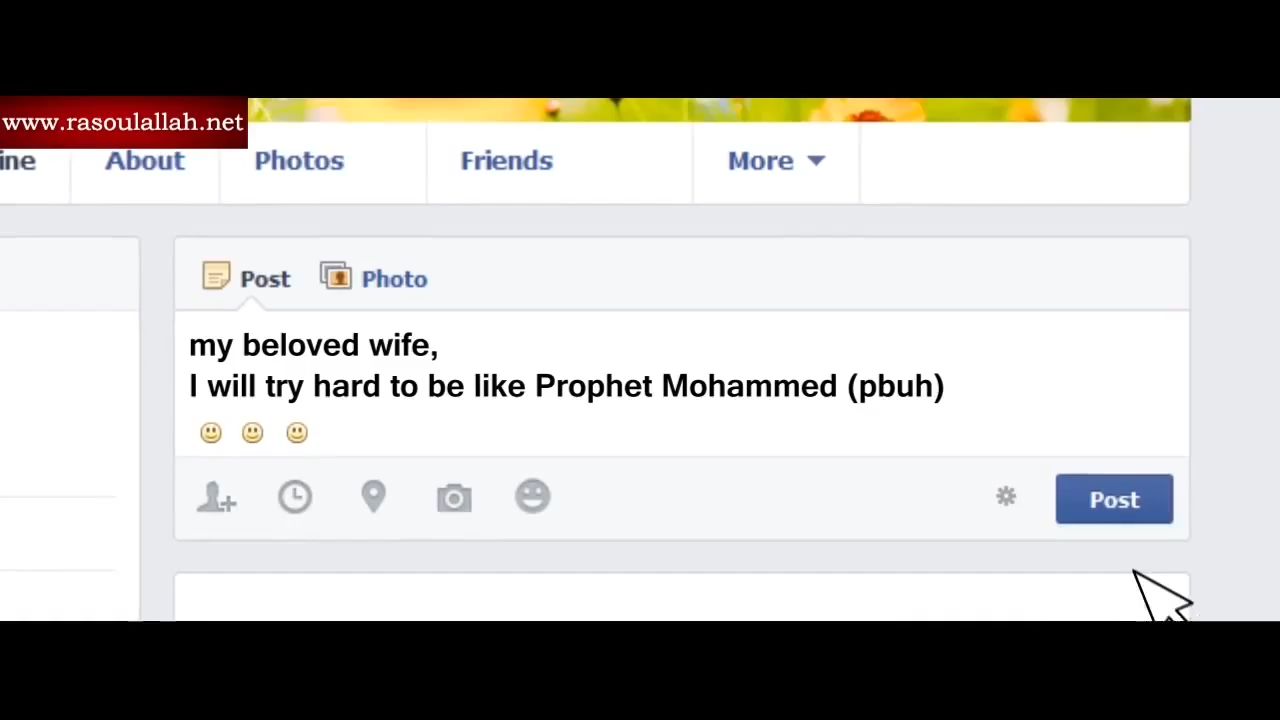 www.rasoulallah.net
ine About Photos Friends More
Post Photo
my beloved wife,
I will try hard to be like Prophet Mohammed (pbuh)
Post